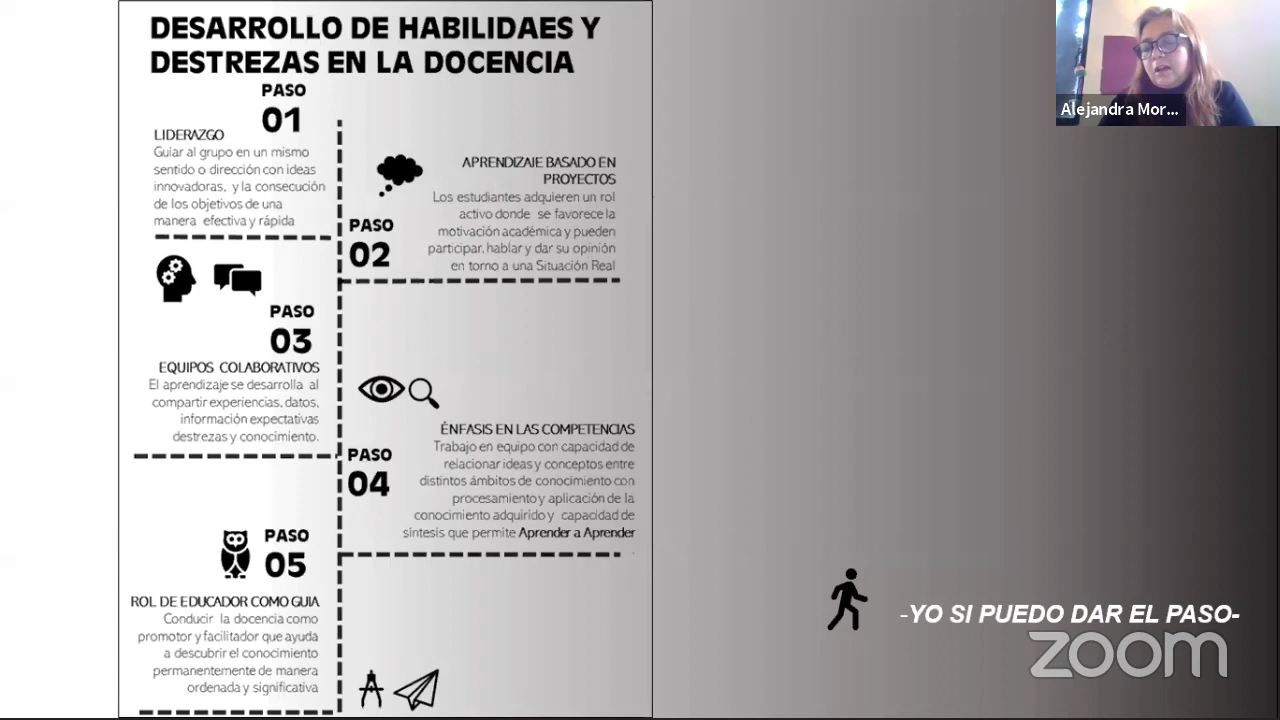 DESARROLLO DE HABILIDAES Y
DESTREZAS EN LA DOCENCIA
PASO
01
LIDERAZGO
Guiar al grupo en un mismo
sentido o dirección con ideas
innovadoras, y la consecución
de los objetivos de una
manera efectiva y rápida
APRENDIZAJE BASADO EN
PROYECTOS
Los estudiantes adquieren un rol
activo donde se favorece la
motivación académica y pueden
participar, hablar y dar su opinión
en torno a una Situación Real
PASO
02
PASO
03
EQUIPOS COLABORATIVOS
El aprendizaje se desarrolla al
compartir experiencias, datos,
información expectativas
destrezas y conocimiento.
ÉNFASIS EN LAS COMPETENCIAS
Trabajo en equipo con capacidad de
relacionar ideas y conceptos entre
distintos ámbitos de conocimiento con
procesamiento y aplicación de la
conocimiento adquirido y capacidad de
síntesis que permite Aprender a Aprender
PASO
04
PASO
05
ROL DE EDUCADOR COMO GUIA
Conducir la docencia como
promotor y facilitador que ayuda
a descubrir el conocimiento
permanentemente de manera
ordenada y significativa
Alejandra Mor...
-YO SI PUEDO DAR EL PASO-
zoom